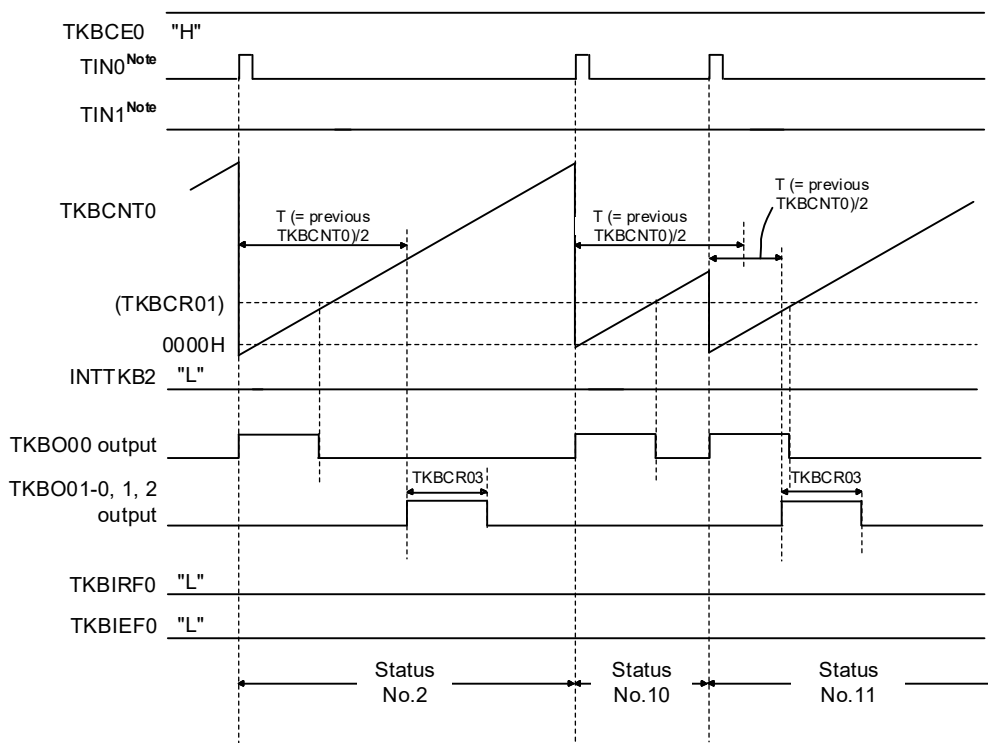 TKBCE0 "H"
TIN0Note
TIN1Note
TKBCNT0
T (= previous
TKBCNT0)/2
T (= previous
TKBCNT0)/2
T (= previous
TKBCNT0)/2
(TKBCR01)
0000H
INTTKB2 "L"
TKBO00 output
TKBO01-0, 1, 2
output
TKBCR03
TKBCR03
TKBIRF0 "L"
TKBIEF0 "L"
Status
No.2
Status
No.10
Status
No.11